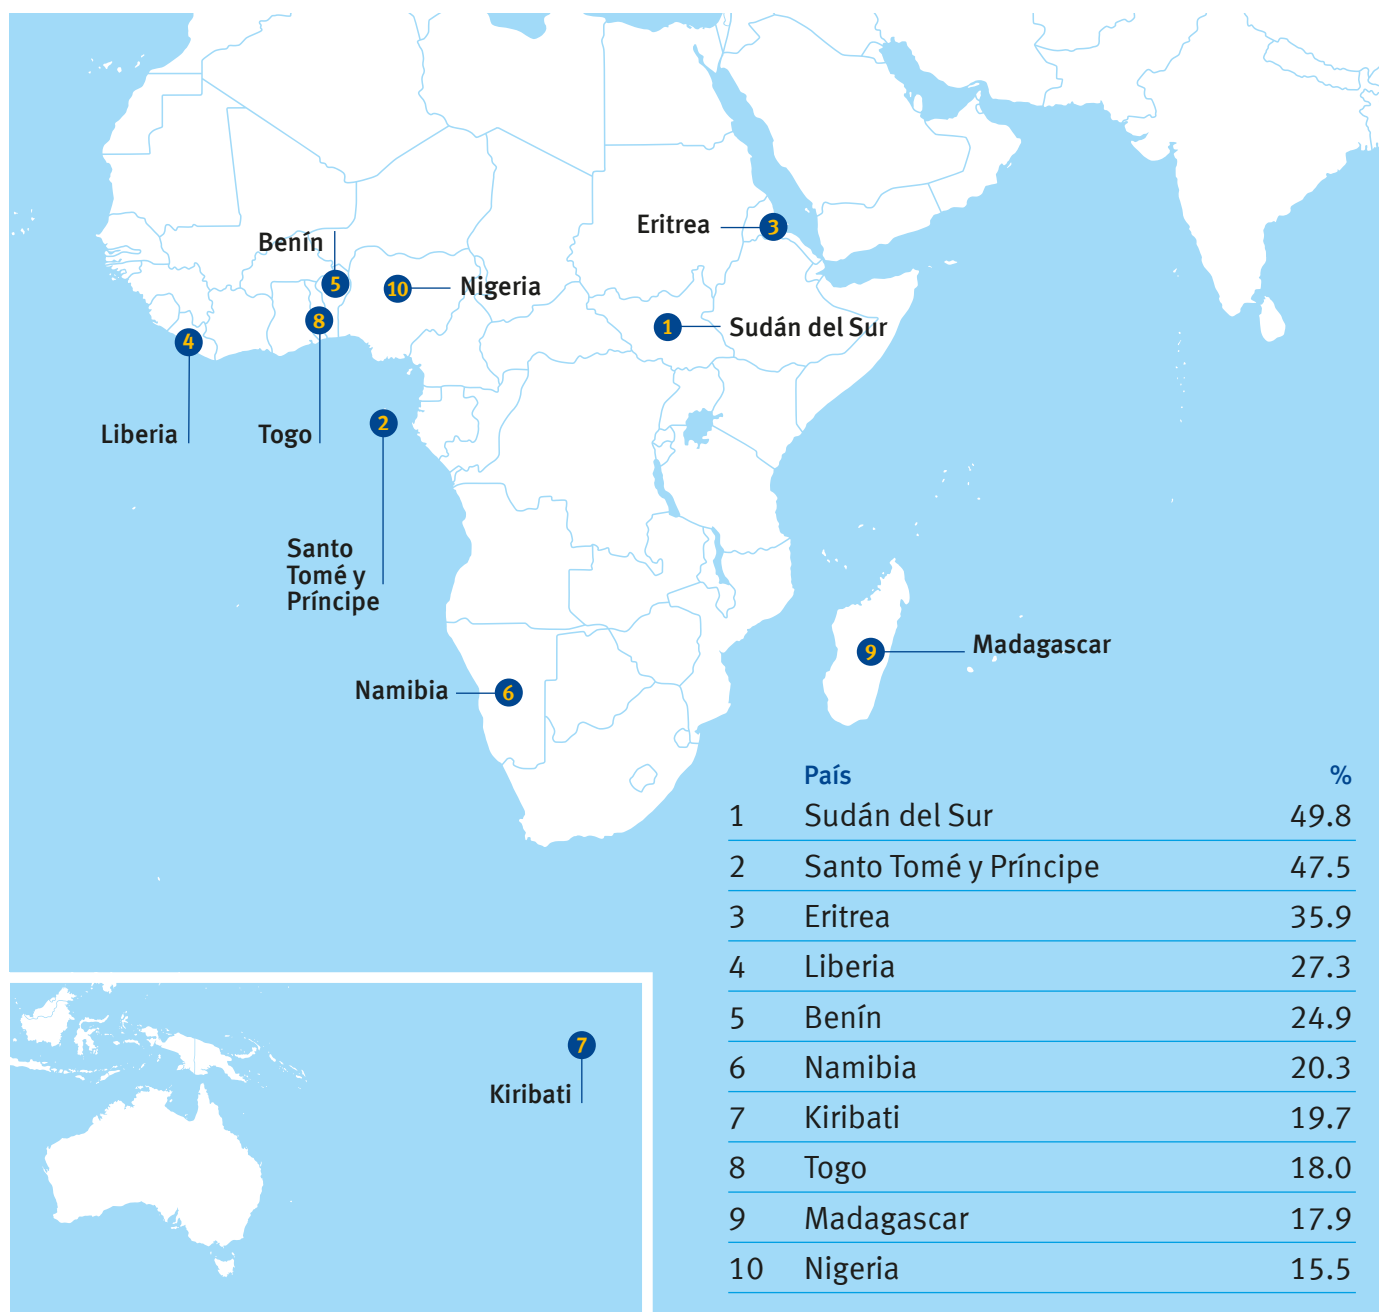 Benín
5
10 Nigeria
Eritrea 3
8
4
1 Sudán del Sur
Liberia
Togo
2
Santo
Tomé y
Príncipe
9 Madagascar
Namibia 6
7
Kiribati
País %
1 Sudán del Sur 49.8
2 Santo Tomé y Príncipe 47.5
3 Eritrea 35.9
4 Liberia 27.3
5 Benín 24.9
6 Namibia 20.3
7 Kiribati 19.7
8 Togo 18.0
9 Madagascar 17.9
10 Nigeria 15.5